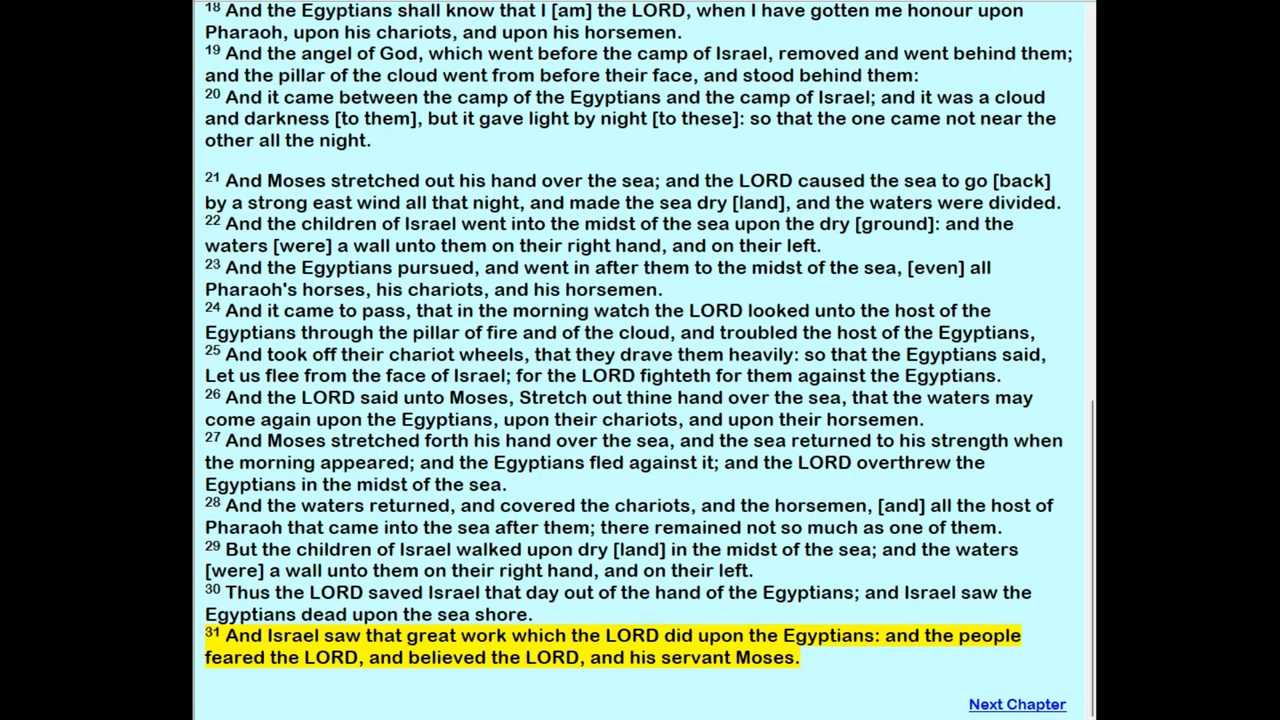 18 And the Egyptians shall know that I [am] the LORD, when I have gotten me honour upon
Pharaoh, upon his chariots, and upon his horsemen.
19 And the angel of God, which went before the camp of Israel, removed and went behind them;
and the pillar of the cloud went from before their face, and stood behind them:
20 And it came between the camp of the Egyptians and the camp of Israel; and it was a cloud
and darkness [to them], but it gave light by night [to these]: so that the one came not near the
other all the night.
21 And Moses stretched out his hand over the sea; and the LORD caused the sea to go [back]
by a strong east wind all that night, and made the sea dry [land], and the waters were divided.
22 And the children of Israel went into the midst of the sea upon the dry [ground]: and the
waters [were] a wall unto them on their right hand, and on their left.
23 And the Egyptians pursued, and went in after them to the midst of the sea, [even] all
Pharaoh's horses, his chariots, and his horsemen.
24 And it came to pass, that in the morning watch the LORD looked unto the host of the
Egyptians through the pillar of fire and of the cloud, and troubled the host of the Egyptians,
25 And took off their chariot wheels, that they drave them heavily: so that the Egyptians said,
Let us flee from the face of Israel; for the LORD fighteth for them against the Egyptians.
26 And the LORD said unto Moses, Stretch out thine hand over the sea, that the waters may
come again upon the Egyptians, upon their chariots, and upon their horsemen.
27 And Moses stretched forth his hand over the sea, and the sea returned to his strength when
the morning appeared; and the Egyptians fled against it; and the LORD overthrew the
Egyptians in the midst of the sea.
28 And the waters returned, and covered the chariots, and the horsemen, [and] all the host of
Pharaoh that came into the sea after them; there remained not so much as one of them.
29 But the children of Israel walked upon dry [land] in the midst of the sea; and the waters
[were] a wall unto them on their right hand, and on their left.
30 Thus the LORD saved Israel that day out of the hand of the Egyptians; and Israel saw the
Egyptians dead upon the sea shore.
31 And Israel saw that great work which the LORD did upon the Egyptians: and the people
feared the LORD, and believed the LORD, and his servant Moses.
Next Chapter